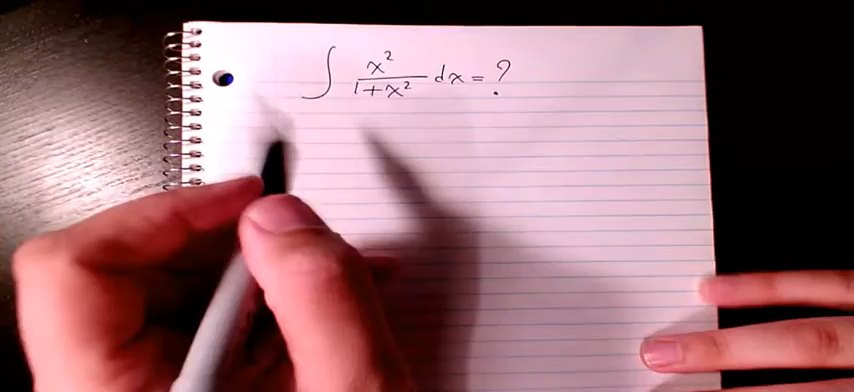 ∫ x²/(1+x²) dx = ?